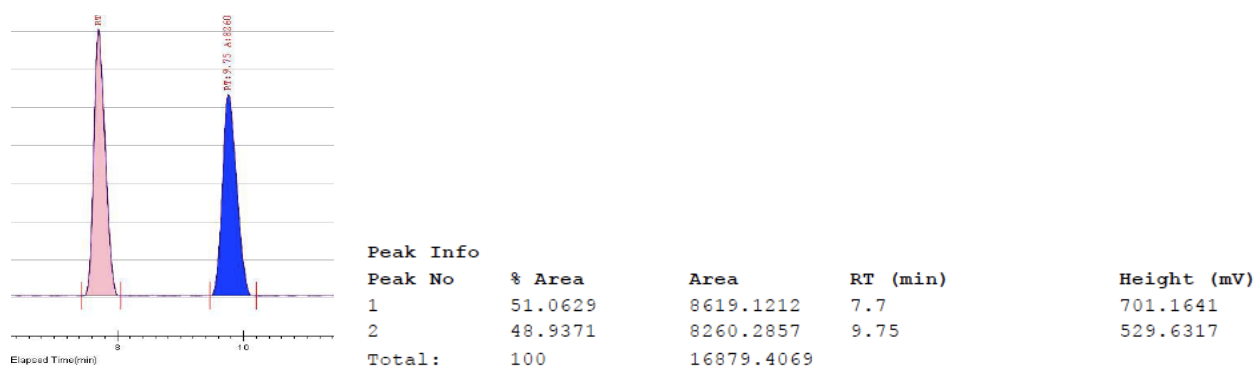 RT
RT:9.75 A:8260
8 10
Elapsed Time(min)
Peak Info
Peak No % Area Area RT (min) Height (mV)
1 51.0629 8619.1212 7.7 701.1641
2 48.9371 8260.2857 9.75 529.6317
Total: 100 16879.4069